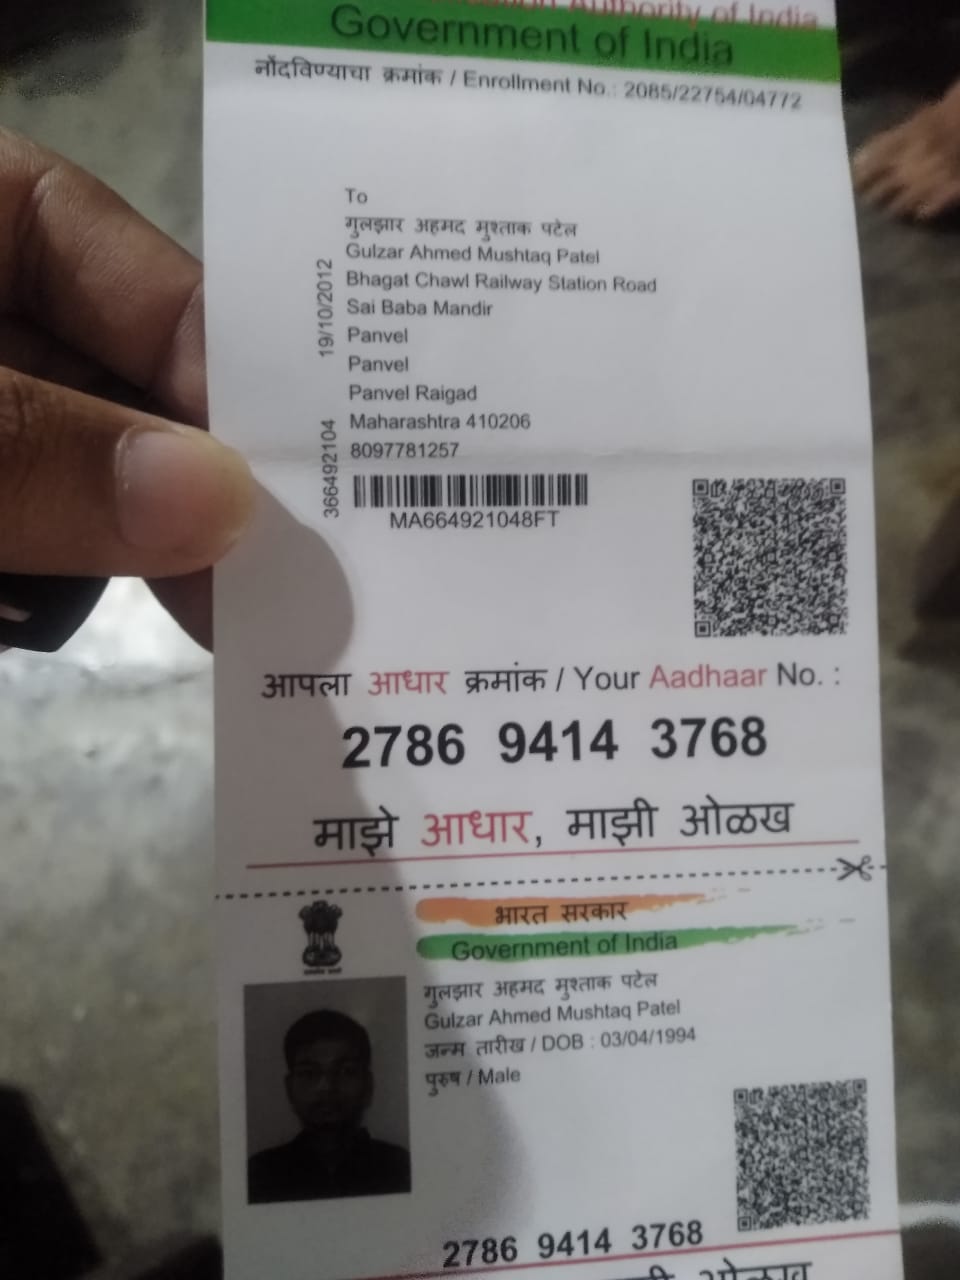 Authority of India
Government of India
नोंदविण्याचा क्रमांक / Enrollment No.: 2085/22754/04772
To
गुलझार अहमद मुश्ताक पटेल
Gulzar Ahmed Mushtaq Patel
Bhagat Chawl Railway Station Road
Sai Baba Mandir
Panvel
Panvel
Panvel Raigad
Maharashtra 410206
8097781257
19/10/2012
366492104
MA664921048FT
आपला आधार क्रमांक / Your Aadhaar No. :
2786 9414 3768
माझे आधार, माझी ओळख
भारत सरकार
Government of India
गुलझार अहमद मुश्ताक पटेल
Gulzar Ahmed Mushtaq Patel
जन्म तारीख / DOB : 03/04/1994
पुरुष / Male
2786 9414 3768